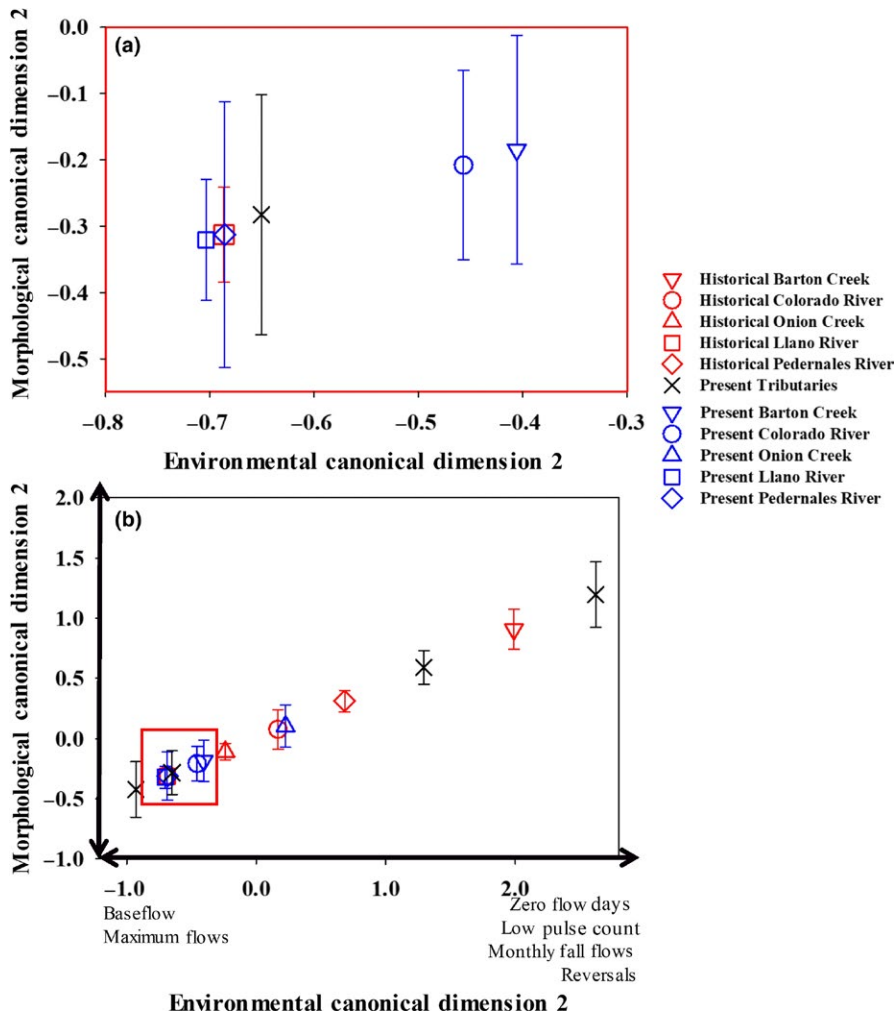 (a)
Morphological canonical dimension 2
0.0
−0.1
−0.2
−0.3
−0.4
−0.5
−0.8 −0.7 −0.6 −0.5 −0.4 −0.3
Environmental canonical dimension 2
Historical Barton Creek
Historical Colorado River
Historical Onion Creek
Historical Llano River
Historical Pedernales River
Present Tributaries
Present Barton Creek
Present Colorado River
Present Onion Creek
Present Llano River
Present Pedernales River
(b)
Morphological canonical dimension 2
2.0
1.5
1.0
0.5
0.0
−0.5
−1.0
−1.0 0.0 1.0 2.0
Baseflow
Maximum flows
Zero flow days
Low pulse count
Monthly fall flows
Reversals
Environmental canonical dimension 2